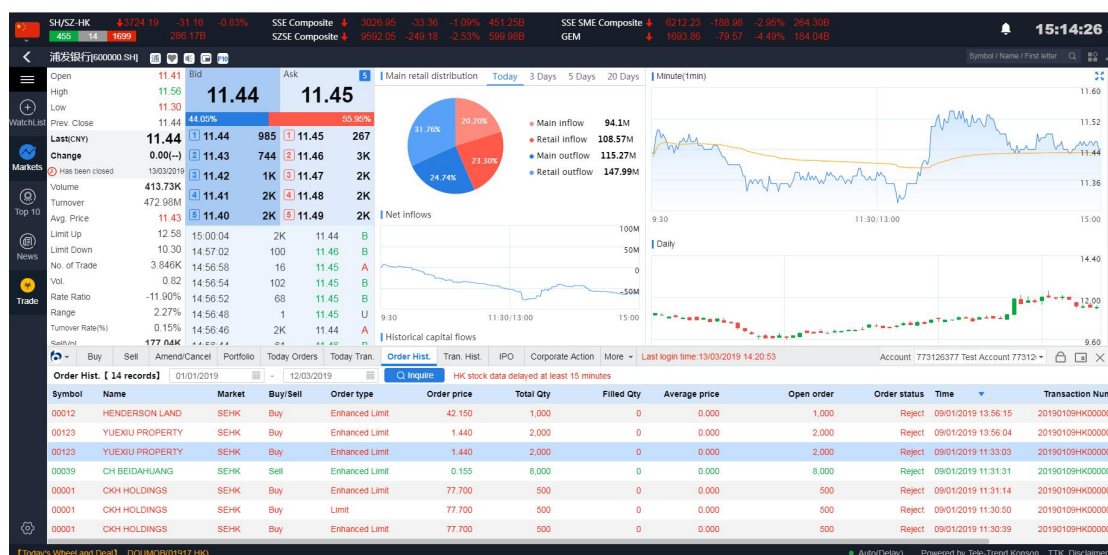 SH/SZ-HK 3724.19 -31.16 -0.83% SSE Composite 3026.95 -33.36 -1.09% 451.25B SSE SME Composite 6212.23 -188.98 -2.95% 264.30B
455 14 1699 286.17B SZSE Composite 9592.05 -249.18 -2.53% 599.98B GEM 1693.86 -79.57 -4.49% 184.04B
15:14:26
浦发银行[600000.SH] F10
Symbol / Name / First letter
WatchList
Markets
Top 10
News
Trade
Open 11.41
High 11.56
Low 11.30
Prev. Close 11.44
Last(CNY) 11.44
Change 0.00(--)
Has been closed 13/03/2019
Volume 413.73K
Turnover 472.98M
Avg. Price 11.43
Limit Up 12.58
Limit Down 10.30
No. of Trade 3.846K
Vol. 0.82
Rate Ratio -11.90%
Range 2.27%
Turnover Rate(%) 0.15%
SellVol 177.04K
Bid Ask 5
11.44 11.45
44.05% 55.95%
1 11.44 985 1 11.45 267
2 11.43 744 2 11.46 3K
3 11.42 1K 3 11.47 2K
4 11.41 2K 4 11.48 2K
5 11.40 2K 5 11.49 2K
15:00:04 2K 11.44 B
14:57:02 100 11.46 B
14:56:58 16 11.45 A
14:56:54 102 11.45 B
14:56:52 68 11.45 B
14:56:48 1 11.45 U
14:56:46 2K 11.44 A
Main retail distribution Today 3 Days 5 Days 20 Days
31.76% 20.20%
24.74% 23.30%
Main inflow 94.1M
Retail inflow 108.57M
Main outflow 115.27M
Retail outflow 147.99M
Net inflows
100M
50M
0
-50M
9:30 11:30/13:00 15:00
Historical capital flows
Minute(1min)
11.60
11.52
11.44
11.36
9:30 11:30/13:00 15:00
Daily
14.40
12.00
9.60
Buy Sell Amend/Cancel Portfolio Today Orders Today Tran. Order Hist. Tran. Hist. IPO Corporate Action More Last login time:13/03/2019 14:20:53 Account 773126377 Test Account 77312
Order Hist.【 14 records】 01/01/2019 - 12/03/2019 Inquire HK stock data delayed at least 15 minutes
Symbol Name Market Buy/Sell Order type Order price Total Qty Filled Qty Average price Open order Order status Time Transaction Num
00012 HENDERSON LAND SEHK Buy Enhanced Limit 42.150 1,000 0 0.000 1,000 Reject 09/01/2019 13:56:15 20190109HK0000
00123 YUEXIU PROPERTY SEHK Buy Enhanced Limit 1.440 2,000 0 0.000 2,000 Reject 09/01/2019 13:56:04 20190109HK0000
00123 YUEXIU PROPERTY SEHK Buy Enhanced Limit 1.440 2,000 0 0.000 2,000 Reject 09/01/2019 11:33:03 20190109HK0000
00039 CH BEIDAHUANG SEHK Sell Enhanced Limit 0.155 8,000 0 0.000 8,000 Reject 09/01/2019 11:31:31 20190109HK0000
00001 CKH HOLDINGS SEHK Buy Enhanced Limit 77.700 500 0 0.000 500 Reject 09/01/2019 11:31:14 20190109HK0000
00001 CKH HOLDINGS SEHK Buy Limit 77.700 500 0 0.000 500 Reject 09/01/2019 11:30:50 20190109HK0000
00001 CKH HOLDINGS SEHK Buy Enhanced Limit 77.700 500 0 0.000 500 Reject 09/01/2019 11:30:39 20190109HK0000
【Today's Wheel and Deal】 DOUMOB(01917.HK) Auto(Delay) Powered by Tele-Trend Konson TTK Disclaimer